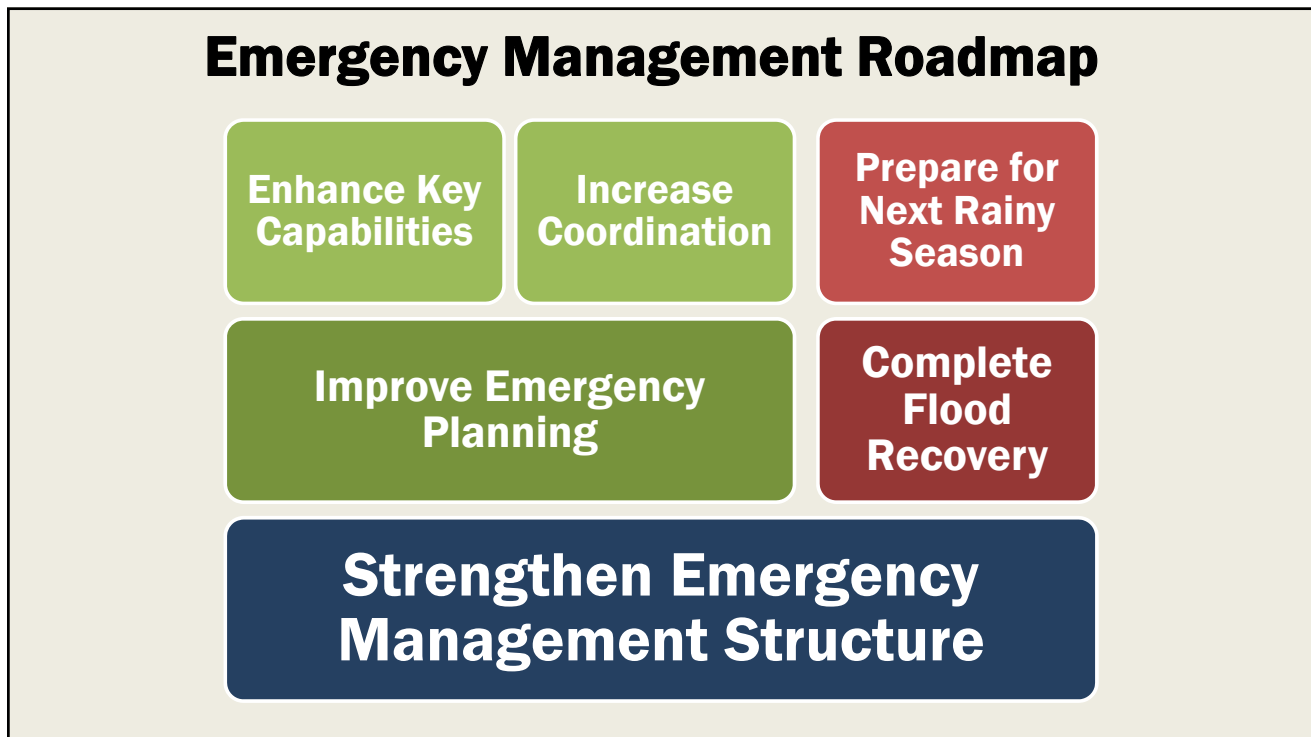 Emergency Management Roadmap
Enhance Key
Capabilities
Increase
Coordination
Prepare for
Next Rainy
Season
Improve Emergency
Planning
Complete
Flood
Recovery
Strengthen Emergency
Management Structure